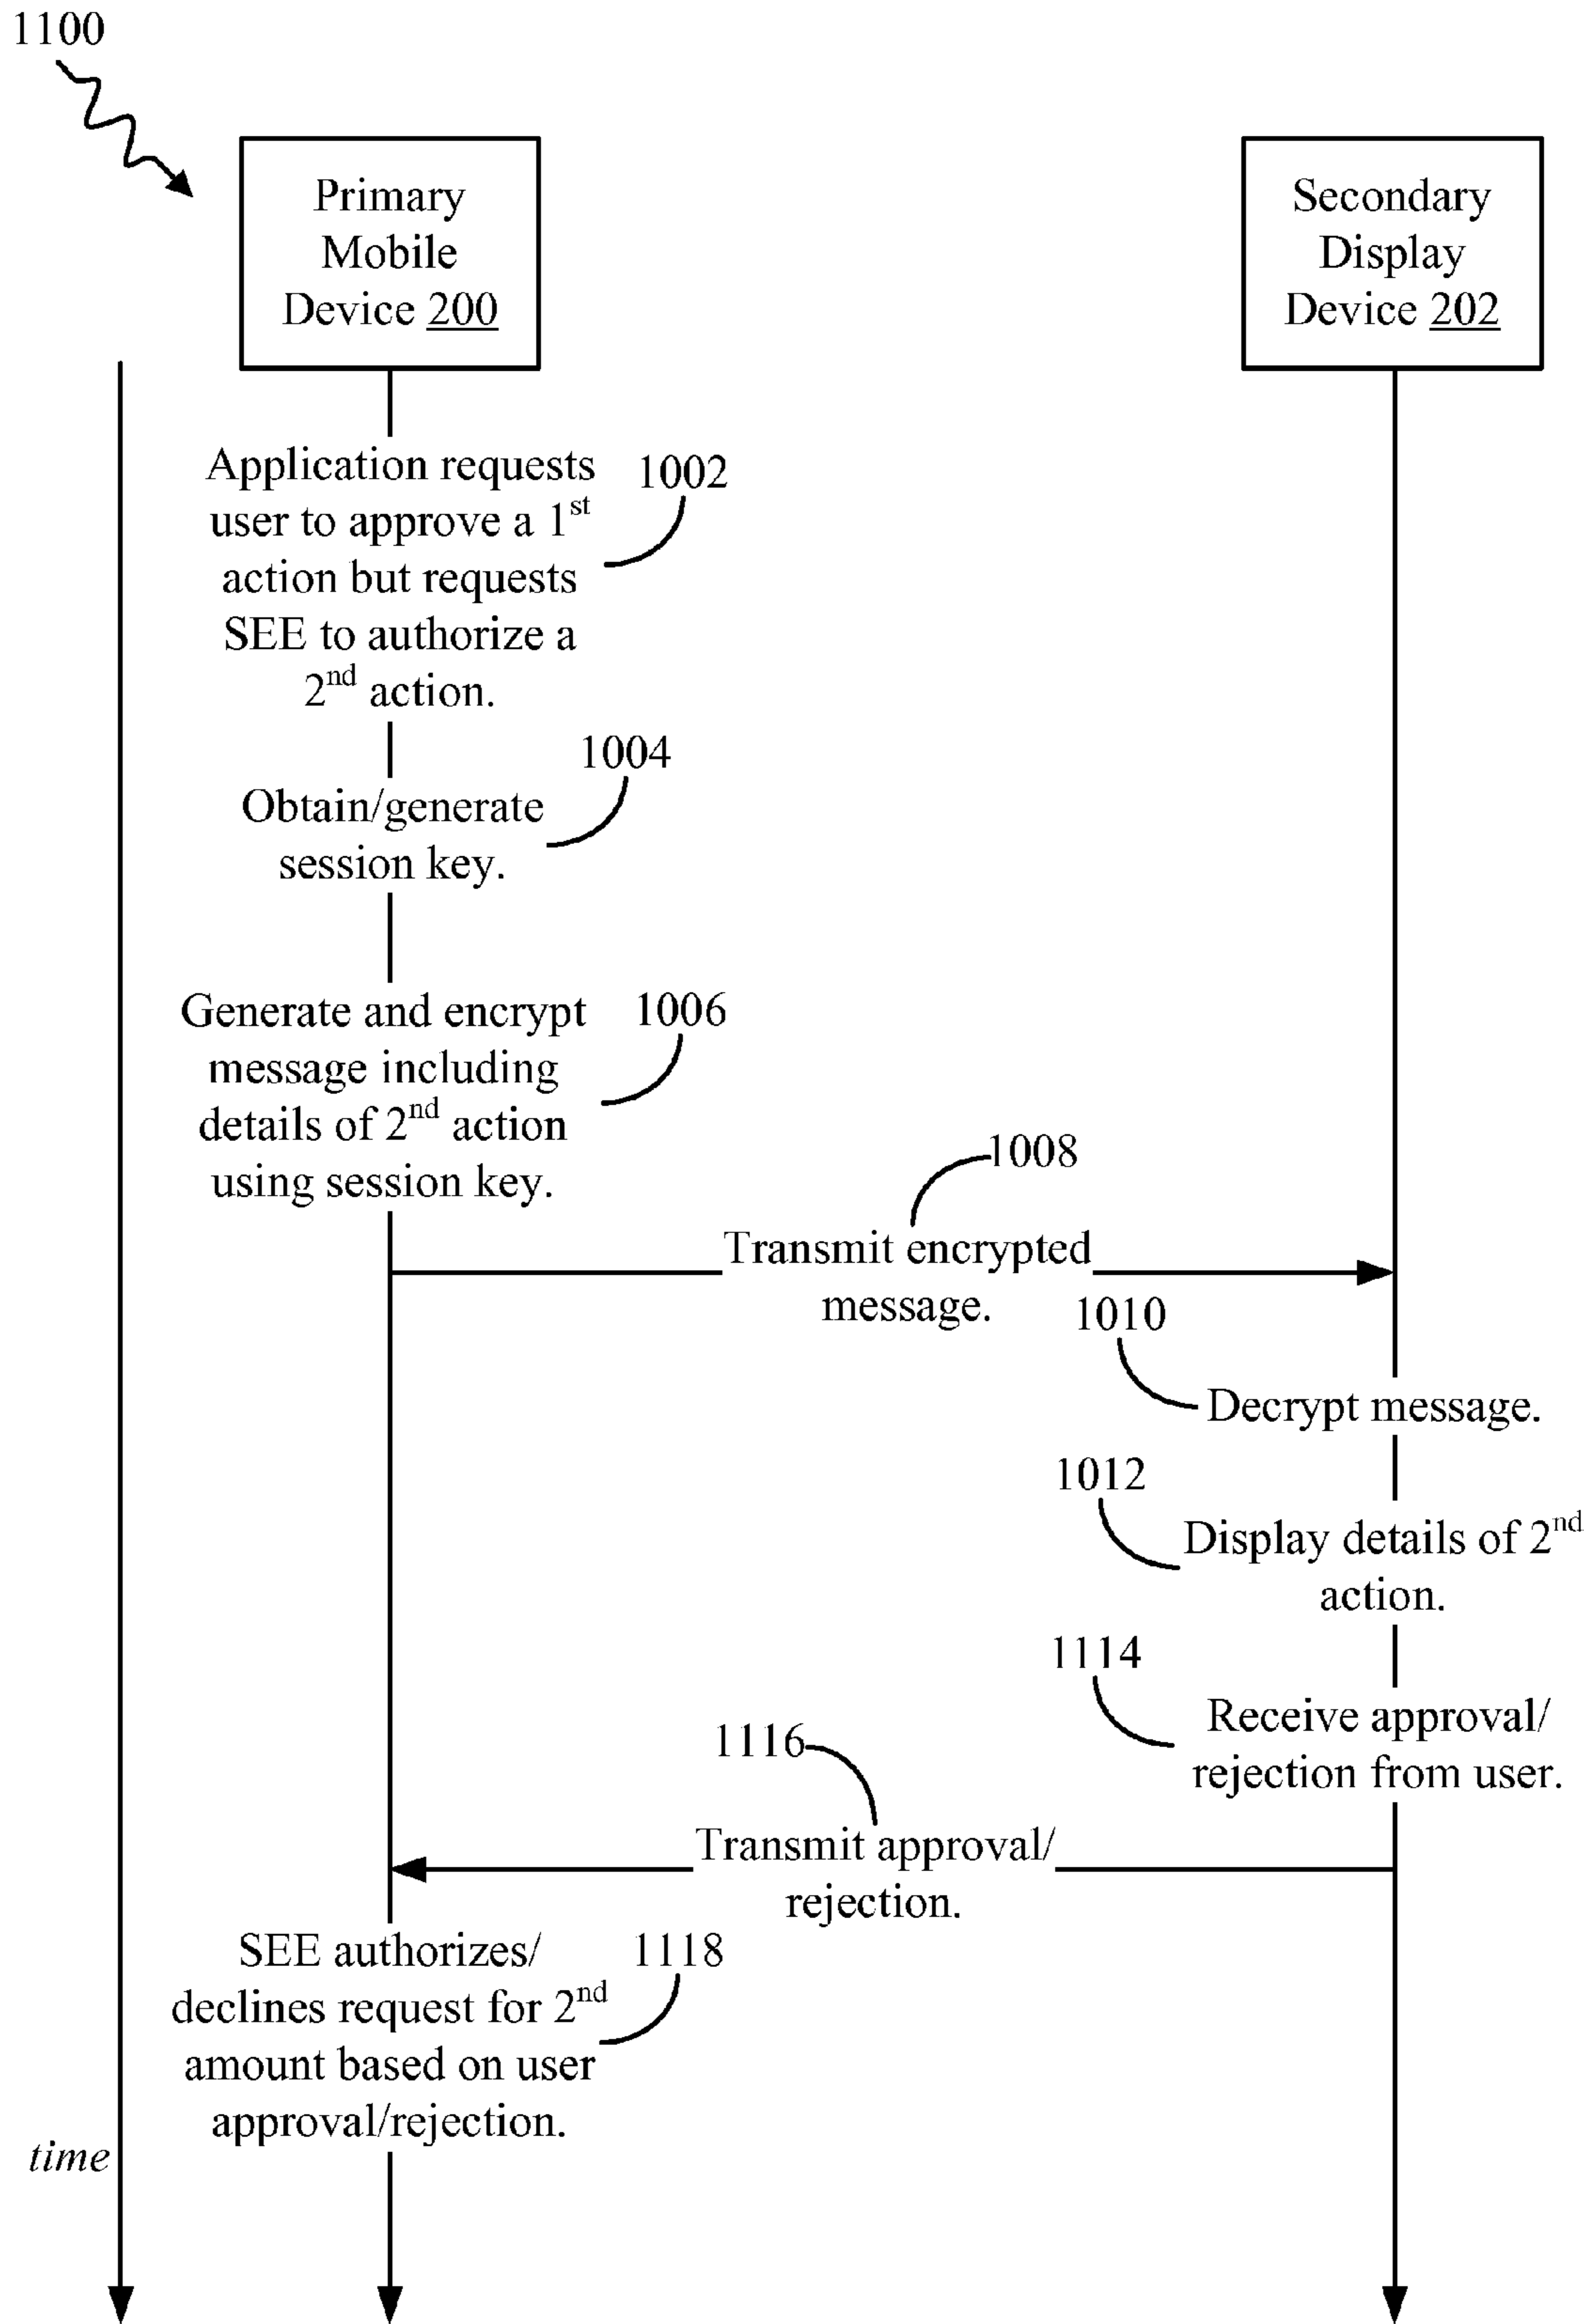 1100
Primary
Mobile
Device 200
Secondary
Display
Device 202
Application requests
user to approve a 1st
action but requests
SEE to authorize a
2nd action.
1002
Obtain/generate
session key.
1004
Generate and encrypt
message including
details of 2nd action
using session key.
1006
1008
Transmit encrypted
message.
1010
Decrypt message.
1012
Display details of 2nd
action.
1114
Receive approval/
rejection from user.
1116
Transmit approval/
rejection.
SEE authorizes/
declines request for 2nd
amount based on user
approval/rejection.
1118
time